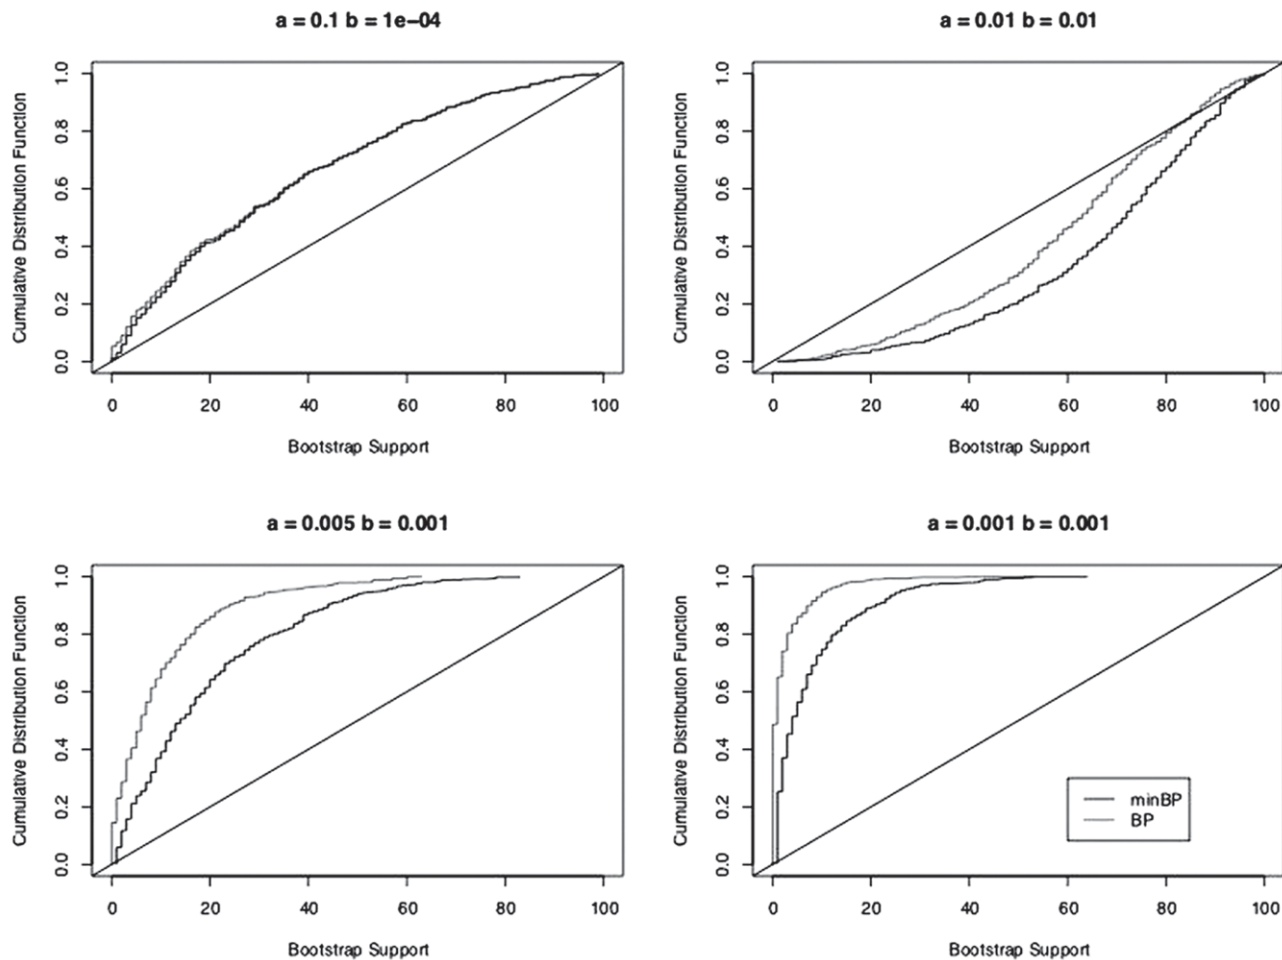 a = 0.1 b = 1e−04
Cumulative Distribution Function
0.0 0.2 0.4 0.6 0.8 1.0
0 20 40 60 80 100
Bootstrap Support
a = 0.01 b = 0.01
Cumulative Distribution Function
0.0 0.2 0.4 0.6 0.8 1.0
0 20 40 60 80 100
Bootstrap Support
a = 0.005 b = 0.001
Cumulative Distribution Function
0.0 0.2 0.4 0.6 0.8 1.0
0 20 40 60 80 100
Bootstrap Support
a = 0.001 b = 0.001
Cumulative Distribution Function
0.0 0.2 0.4 0.6 0.8 1.0
minBP
BP
0 20 40 60 80 100
Bootstrap Support